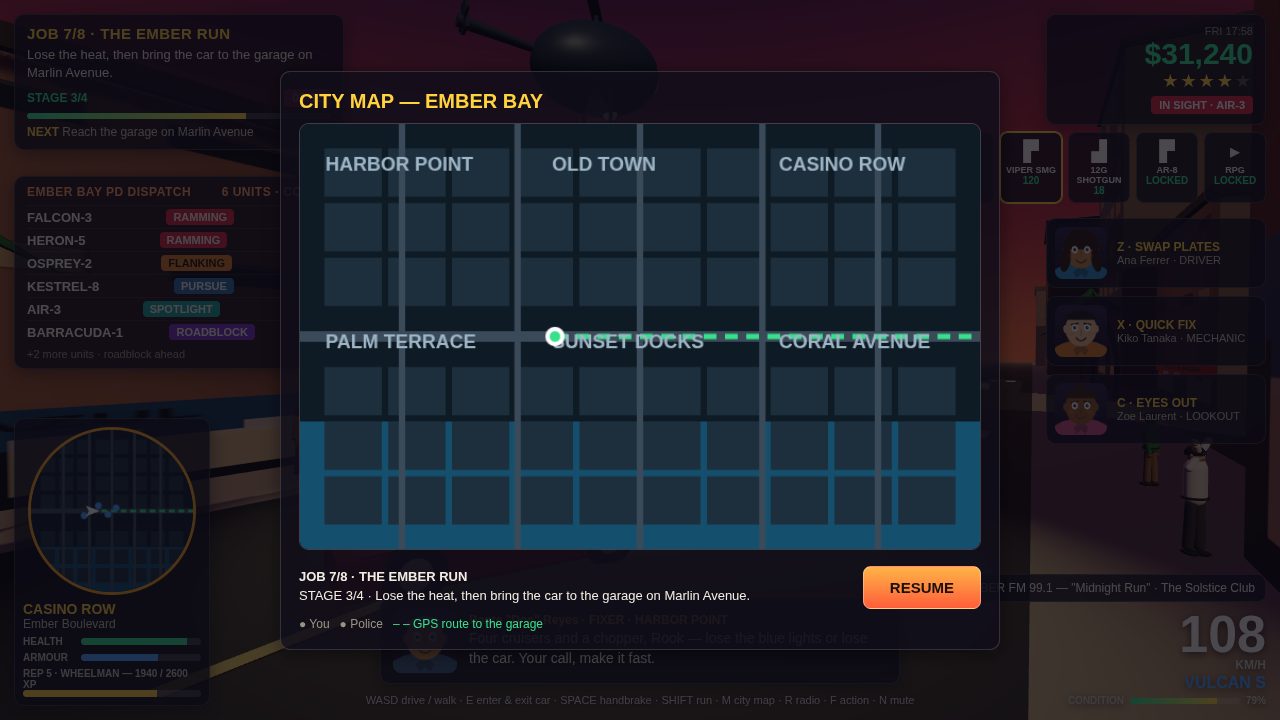 JOB 7/8 · THE EMBER RUN
Lose the heat, then bring the car to the garage on
Marlin Avenue.
STAGE 3/4
NEXT Reach the garage on Marlin Avenue
EMBER BAY PD DISPATCH 6 UNITS ·
FALCON-3 RAMMING
HERON-5 RAMMING
OSPREY-2 FLANKING
KESTREL-8 PURSUE
AIR-3 SPOTLIGHT
BARRACUDA-1 ROADBLOCK
+2 more units · roadblock ahead
CASINO ROW
Ember Boulevard
HEALTH
ARMOUR
REP 5 · WHEELMAN — 1940 / 2600
XP
CITY MAP — EMBER BAY
HARBOR POINT OLD TOWN CASINO ROW
PALM TERRACE SUNSET DOCKS CORAL AVENUE
JOB 7/8 · THE EMBER RUN
STAGE 3/4 · Lose the heat, then bring the car to the garage on Marlin Avenue.
● You ● Police – – GPS route to the garage
RESUME
Reyes · FIXER · HARBOR POINT
Four cruisers and a chopper, Rook — lose the blue lights or lose
the car. Your call, make it fast.
WASD drive / walk · E enter & exit car · SPACE handbrake · SHIFT run · M city map · R radio · F action · N mute
FRI 17:58
$31,240
★★★★★
IN SIGHT · AIR-3
VIPER SMG
120
12G
SHOTGUN
18
AR-8
LOCKED
RPG
LOCKED
Z · SWAP PLATES
Ana Ferrer · DRIVER
X · QUICK FIX
Kiko Tanaka · MECHANIC
C · EYES OUT
Zoe Laurent · LOOKOUT
FM 99.1 — "Midnight Run" · The Solstice Club
108
KM/H
VULCAN S
CONDITION 79%